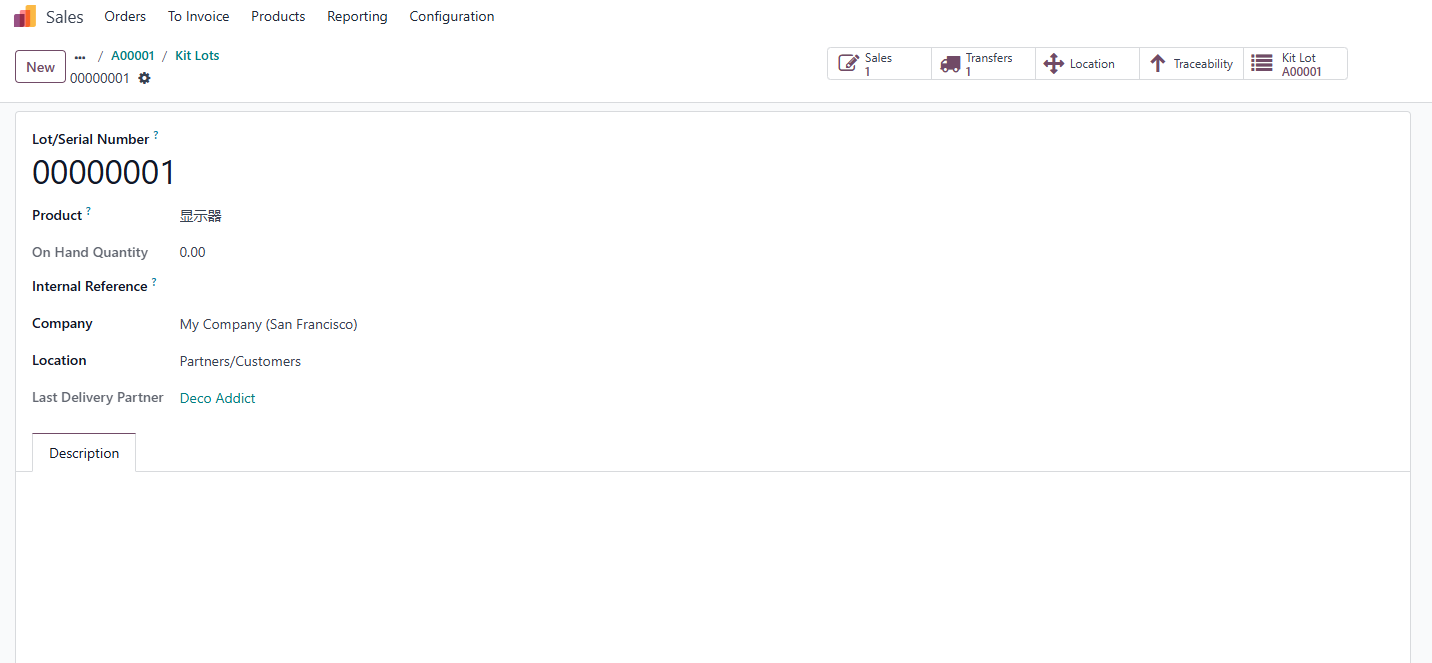 Sales Orders To Invoice Products Reporting Configuration
New ... / A00001 / Kit Lots
00000001
Sales
1
Transfers
1
Location
Traceability
Kit Lot
A00001
Lot/Serial Number ?
00000001
Product ? 显示器
On Hand Quantity 0.00
Internal Reference ?
Company My Company (San Francisco)
Location Partners/Customers
Last Delivery Partner Deco Addict
Description